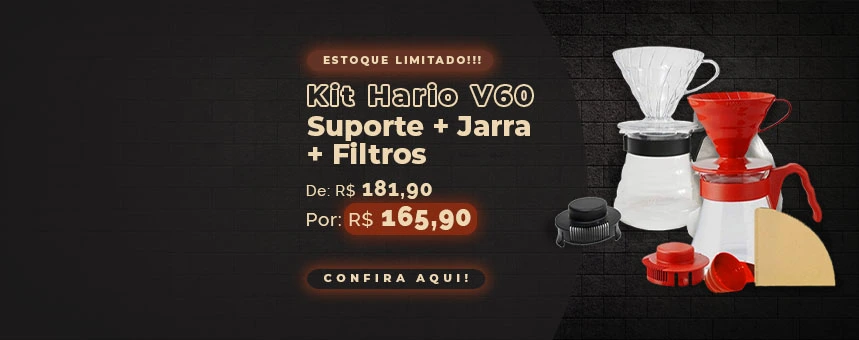 ESTOQUE LIMITADO!!!
Kit Hario V60
Suporte + Jarra
+ Filtros
De: R$ 181,90
Por: R$ 165,90
CONFIRA AQUI!